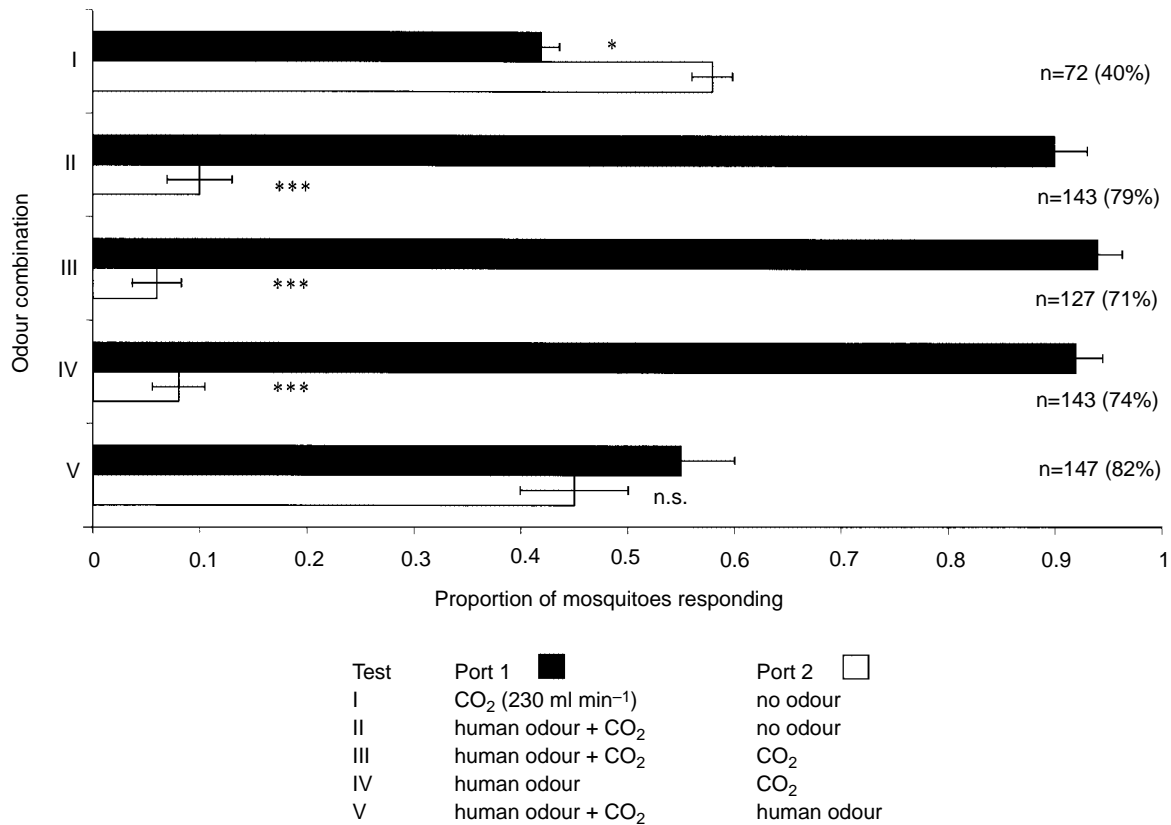 I
*
n=72 (40%)
II
***
n=143 (79%)
III
***
n=127 (71%)
IV
***
n=143 (74%)
V
n.s.
n=147 (82%)
Odour combination
0 0.1 0.2 0.3 0.4 0.5 0.6 0.7 0.8 0.9 1
Proportion of mosquitoes responding
Test Port 1 Port 2
I CO₂ (230 ml min⁻¹) no odour
II human odour + CO₂ no odour
III human odour + CO₂ CO₂
IV human odour CO₂
V human odour + CO₂ human odour